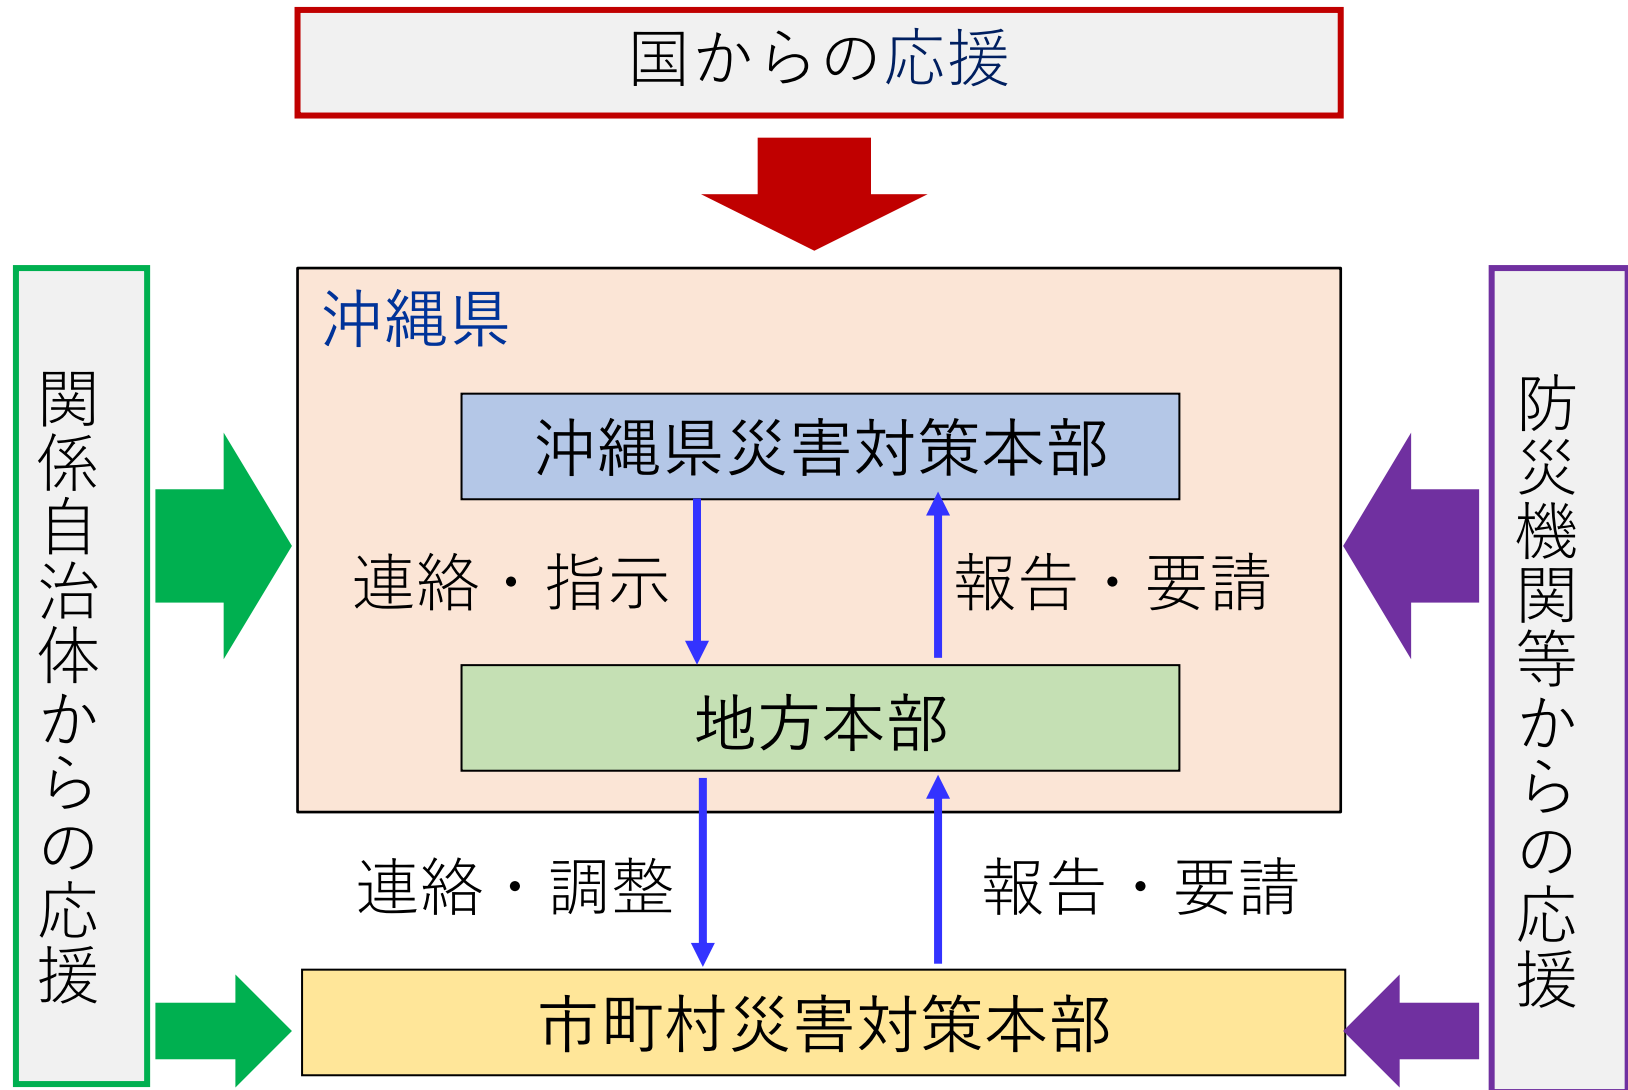 国からの応援
沖縄県
沖縄県災害対策本部
連絡・指示
報告・要請
地方本部
連絡・調整
報告・要請
市町村災害対策本部
関係自治体からの応援
防災機関等からの応援